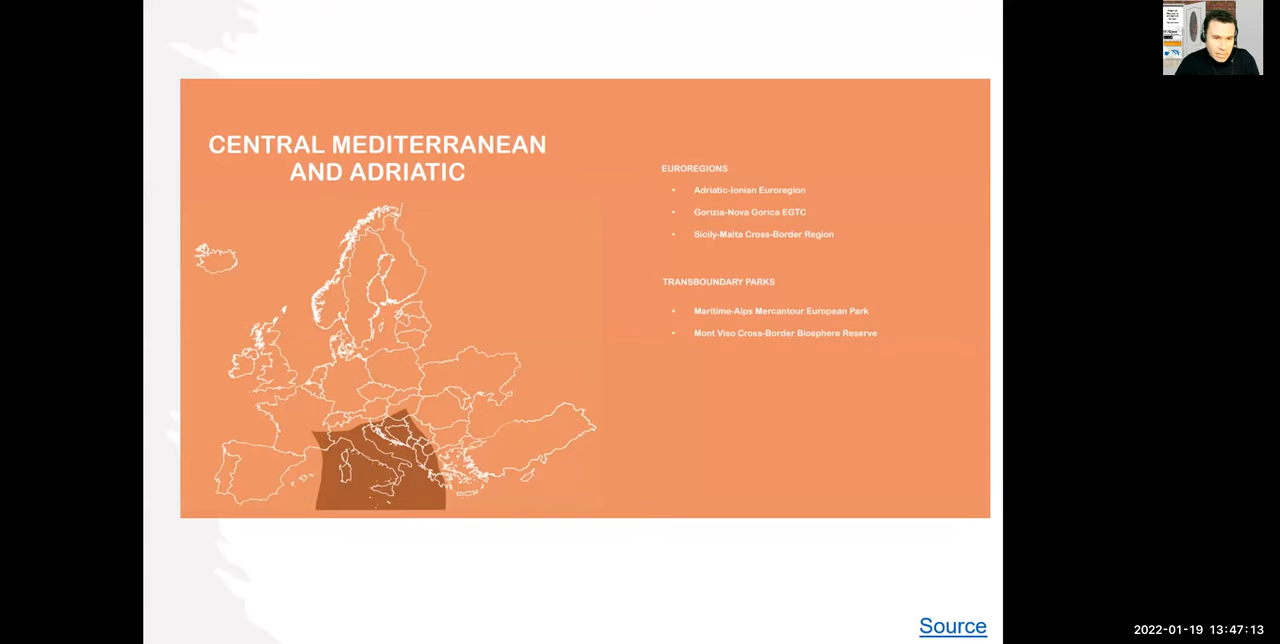 CENTRAL MEDITERRANEAN
AND ADRIATIC
EUROREGIONS
• Adriatic-Ionian Euroregion
• Gorizia-Nova Gorica EGTC
• Sicily-Malta Cross-Border Region
TRANSBOUNDARY PARKS
• Maritime-Alps Mercantour European Park
• Mont Viso Cross-Border Biosphere Reserve
Source
2022-01-19 13:47:13